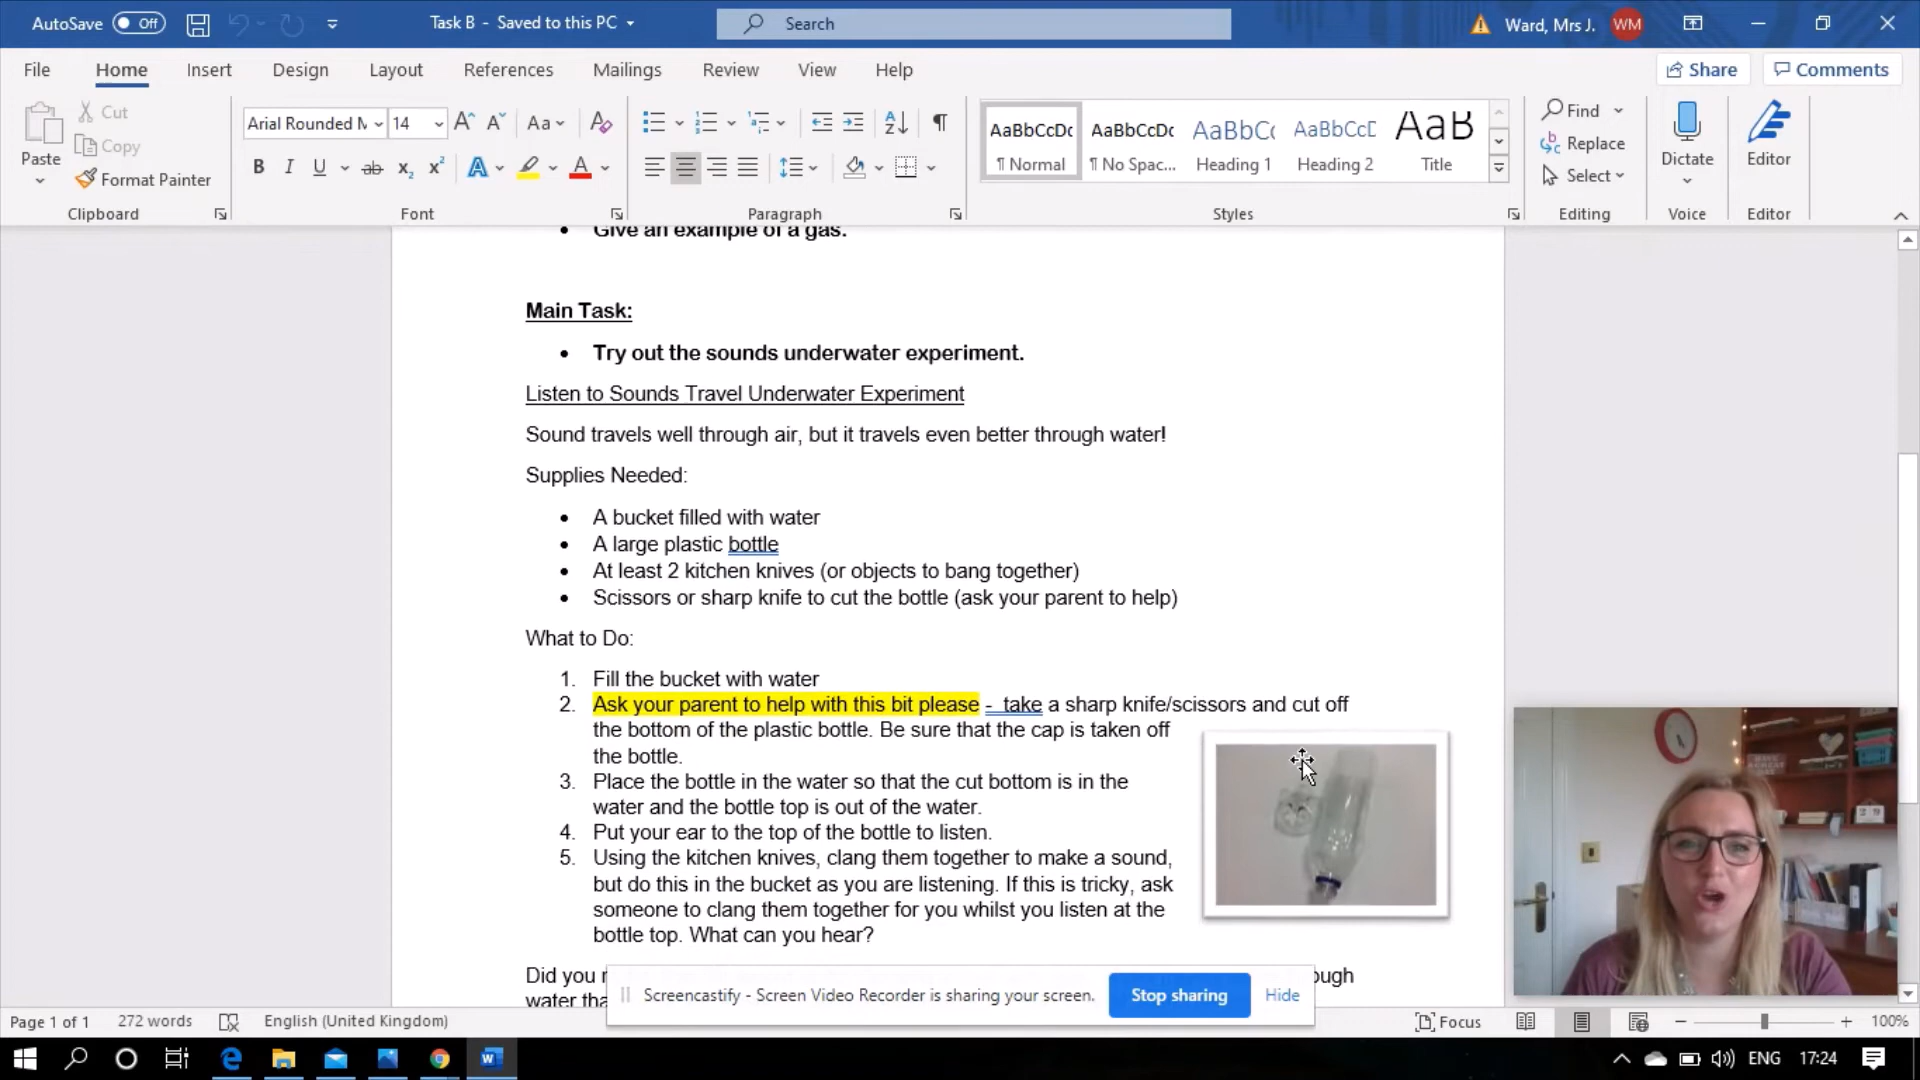 AutoSave Off Task B - Saved to this PC Search Ward, Mrs J. WM
File Home Insert Design Layout References Mailings Review View Help Share Comments
Paste Cut Copy Format Painter
Arial Rounded M 14
AaBbCcDc AaBbCcDc AaBbCc AaBbCcD AaB
¶ Normal ¶ No Spac... Heading 1 Heading 2 Title
Find Replace Select
Dictate Editor
Clipboard Font Paragraph Styles Editing Voice Editor
• Give an example of a gas.
Main Task:
• Try out the sounds underwater experiment.
Listen to Sounds Travel Underwater Experiment
Sound travels well through air, but it travels even better through water!
Supplies Needed:
• A bucket filled with water
• A large plastic bottle
• At least 2 kitchen knives (or objects to bang together)
• Scissors or sharp knife to cut the bottle (ask your parent to help)
What to Do:
1. Fill the bucket with water
2. Ask your parent to help with this bit please - take a sharp knife/scissors and cut off
the bottom of the plastic bottle. Be sure that the cap is taken off
the bottle.
3. Place the bottle in the water so that the cut bottom is in the
water and the bottle top is out of the water.
4. Put your ear to the top of the bottle to listen.
5. Using the kitchen knives, clang them together to make a sound,
but do this in the bucket as you are listening. If this is tricky, ask
someone to clang them together for you whilst you listen at the
bottle top. What can you hear?
Did you
water
Screencastify - Screen Video Recorder is sharing your screen. Stop sharing Hide
Page 1 of 1 272 words English (United Kingdom) Focus 100%
ENG 17:24